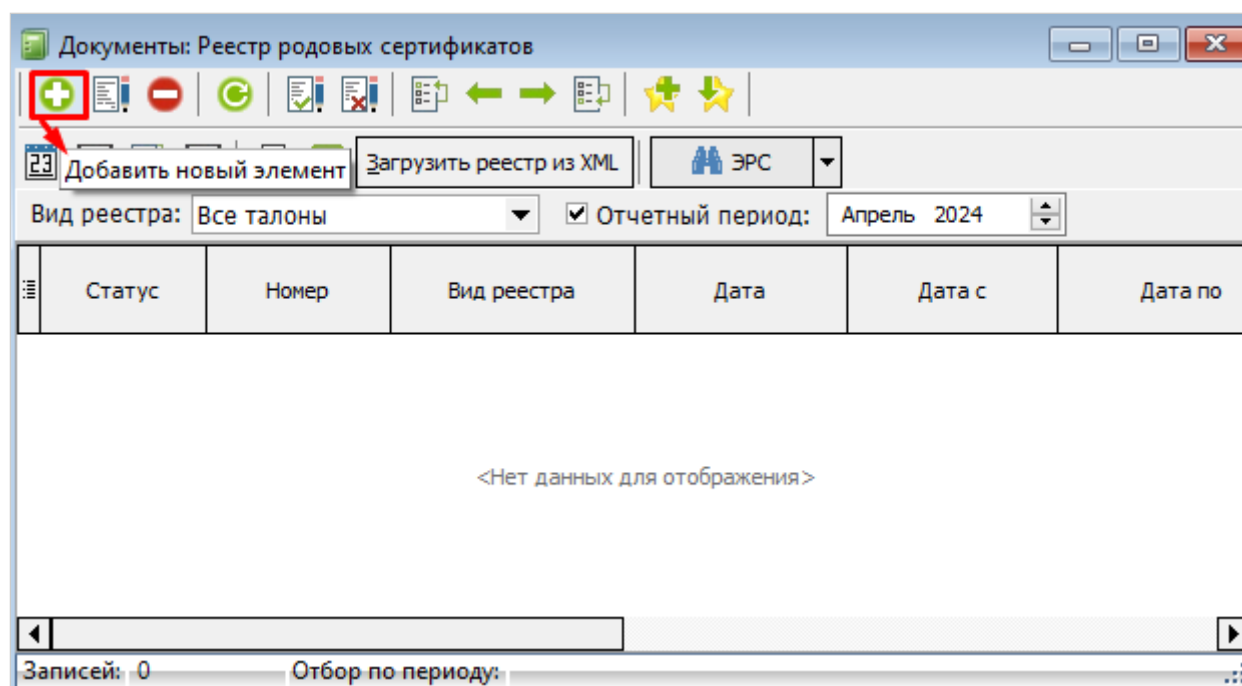 Документы: Реестр родовых сертификатов
23
Добавить новый элемент
Загрузить реестр из XML
ЭРС
Вид реестра: Все талоны
Отчетный период: Апрель 2024
Статус Номер Вид реестра Дата Дата с Дата по
<Нет данных для отображения>
Записей: 0 Отбор по периоду: